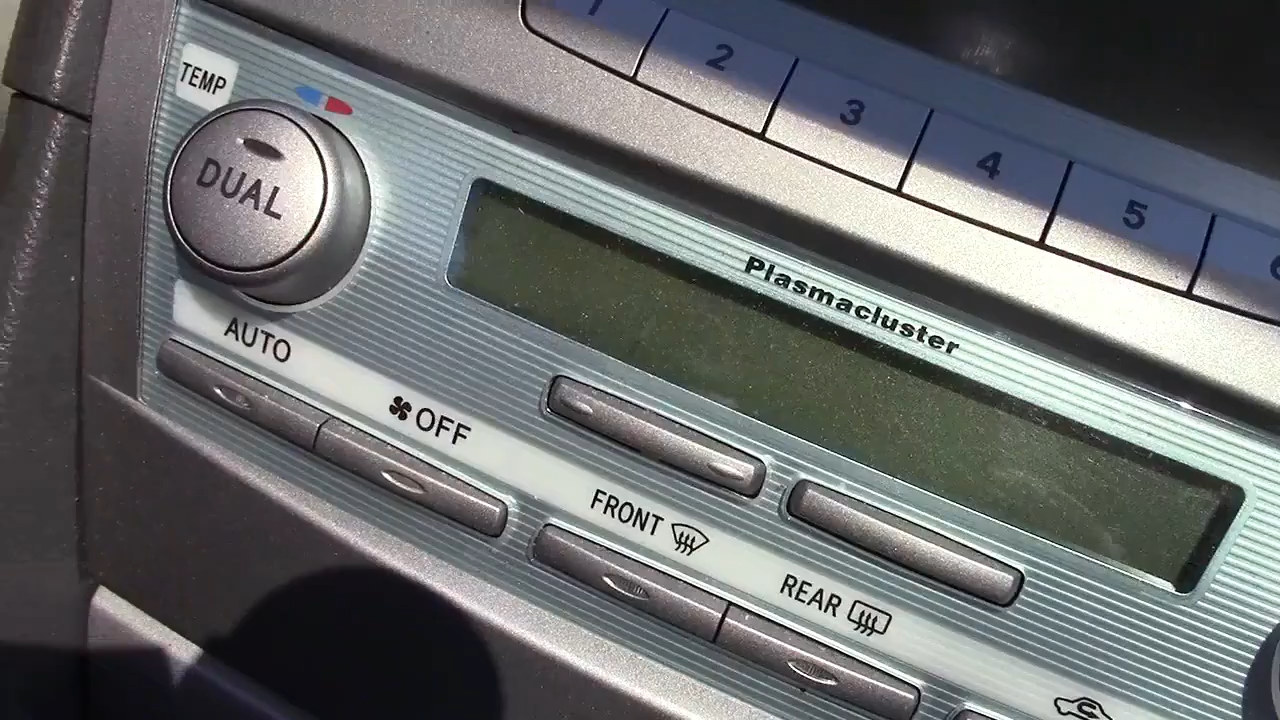 1
2
3
4
5
TEMP
DUAL
Plasmacluster
AUTO
OFF
FRONT
REAR